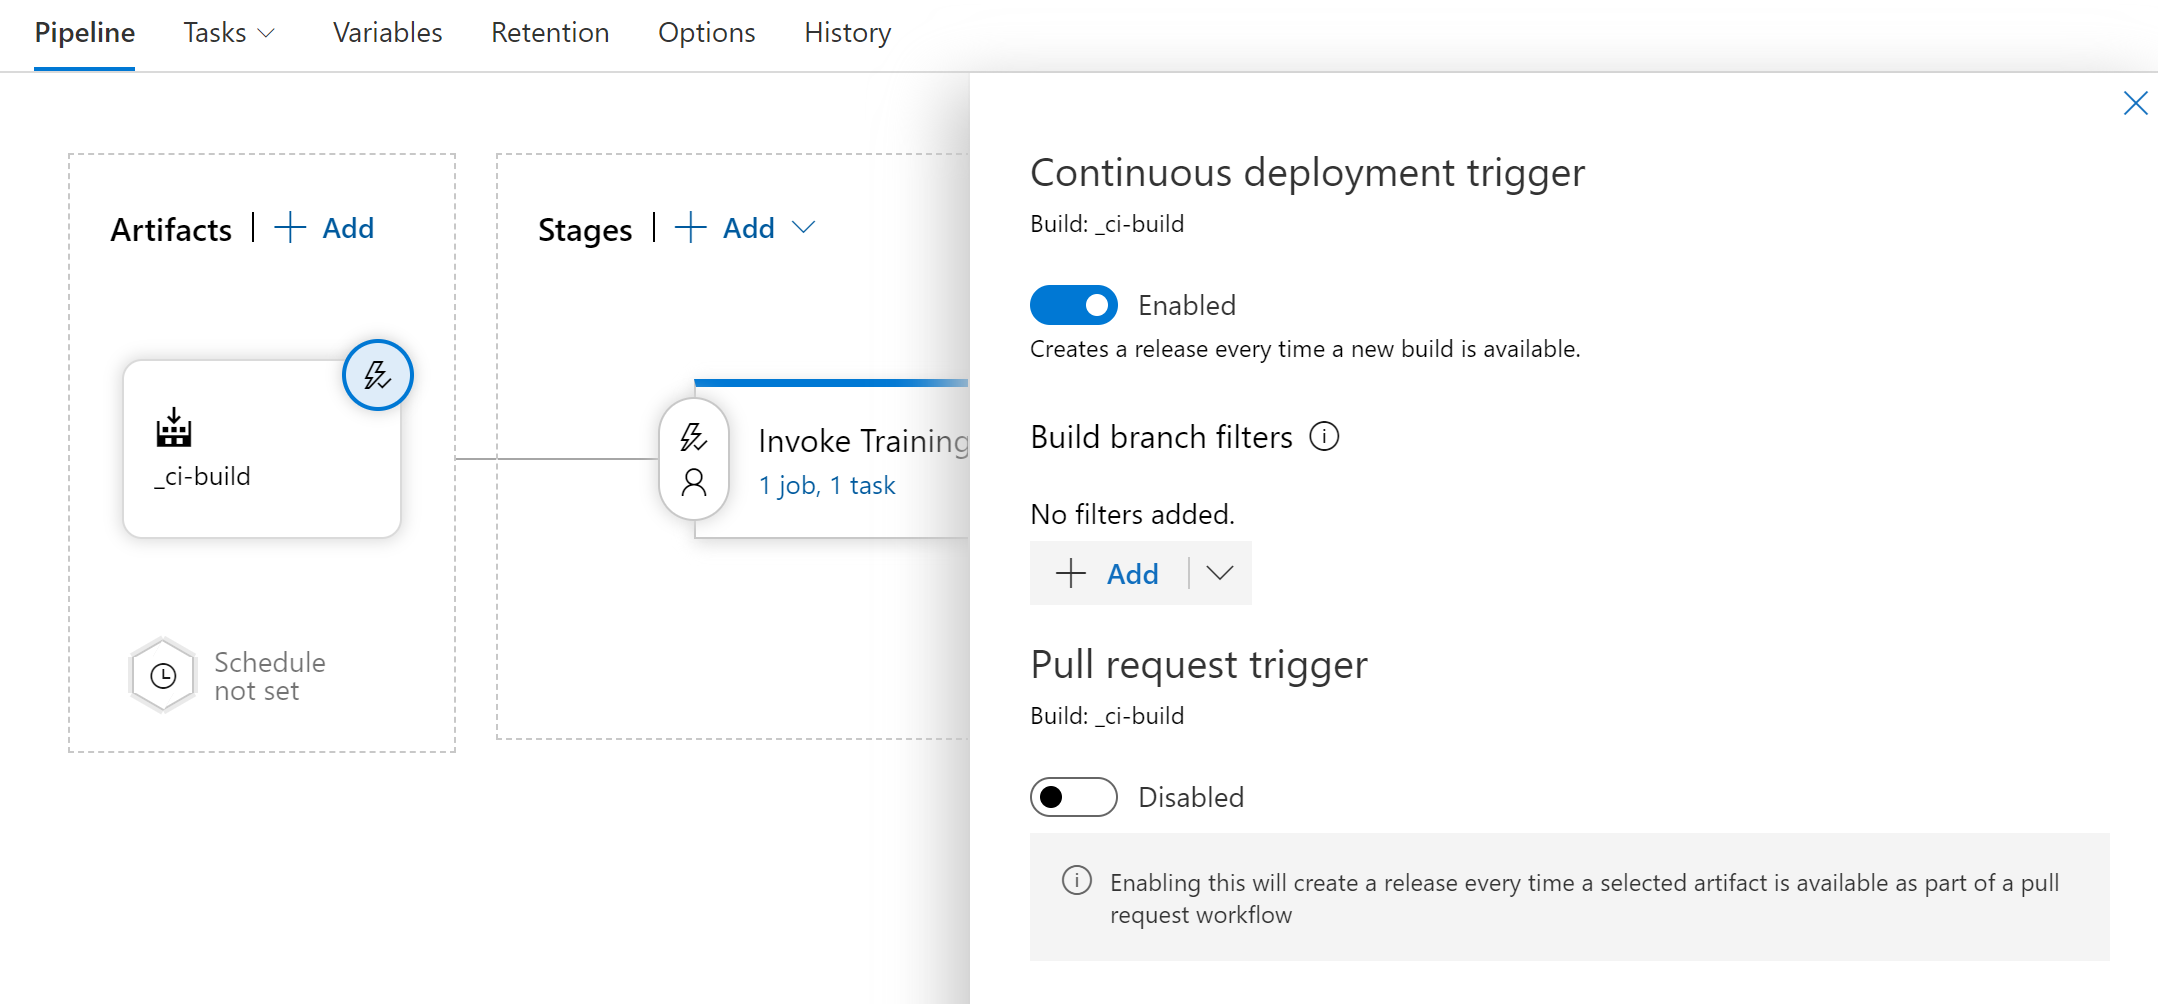 Pipeline Tasks Variables Retention Options History
Artifacts Add
_ci-build
Schedule
not set
Stages Add
Invoke Training
1 job, 1 task
Continuous deployment trigger
Build: _ci-build
Enabled
Creates a release every time a new build is available.
Build branch filters
No filters added.
Add
Pull request trigger
Build: _ci-build
Disabled
Enabling this will create a release every time a selected artifact is available as part of a pull
request workflow